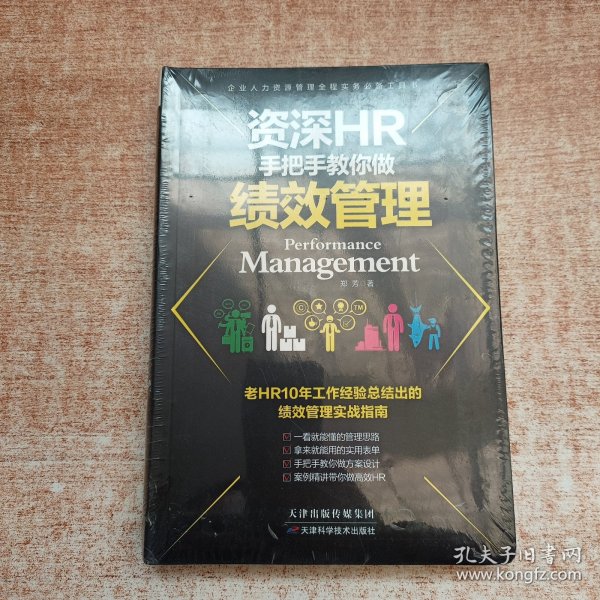 企业人力资源管理全程实务必备工具书
资深HR
手把手教你做
绩效管理
Performance
Management
郑 芳 著
C
TM
老HR10年工作经验总结出的
绩效管理实战指南
一看就能懂的管理思路
拿来就能用的实用表单
手把手教你做方案设计
案例精讲带你做高效HR
天津出版传媒集团
天津科学技术出版社
孔夫子旧书网
www.kongfz.com